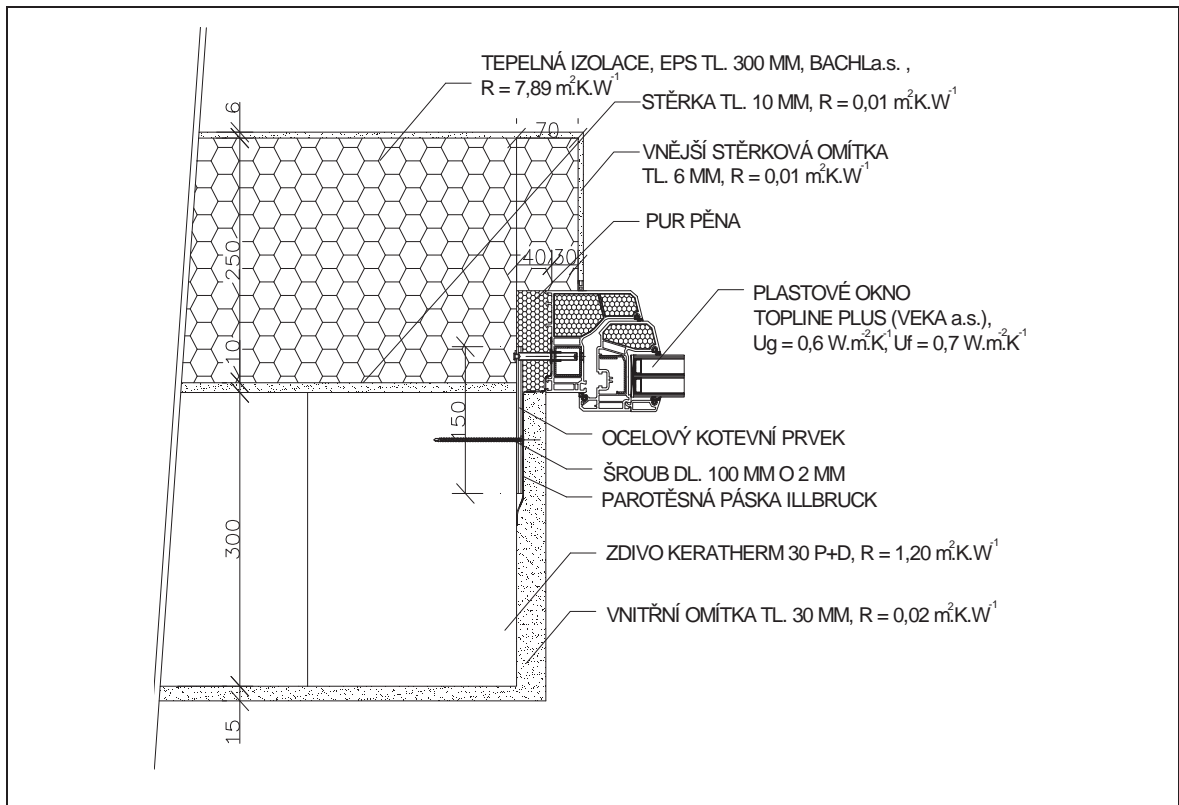 TEPELNÁ IZOLACE, EPS TL. 300 MM, BACHLa.s. ,
R = 7,89 m².K.W⁻¹
STĚRKA TL. 10 MM, R = 0,01 m².K.W⁻¹
VNĚJŠÍ STĚRKOVÁ OMÍTKA
TL. 6 MM, R = 0,01 m².K.W⁻¹
PUR PĚNA
PLASTOVÉ OKNO
TOPLINE PLUS (VEKA a.s.),
Ug = 0,6 W.m⁻².K⁻¹, Uf = 0,7 W.m⁻².K⁻¹
OCELOVÝ KOTEVNÍ PRVEK
ŠROUB DL. 100 MM O 2 MM
PAROTĚSNÁ PÁSKA ILLBRUCK
ZDIVO KERATHERM 30 P+D, R = 1,20 m².K.W⁻¹
VNITŘNÍ OMÍTKA TL. 30 MM, R = 0,02 m².K.W⁻¹
6
70
250
40
30
10
150
300
15